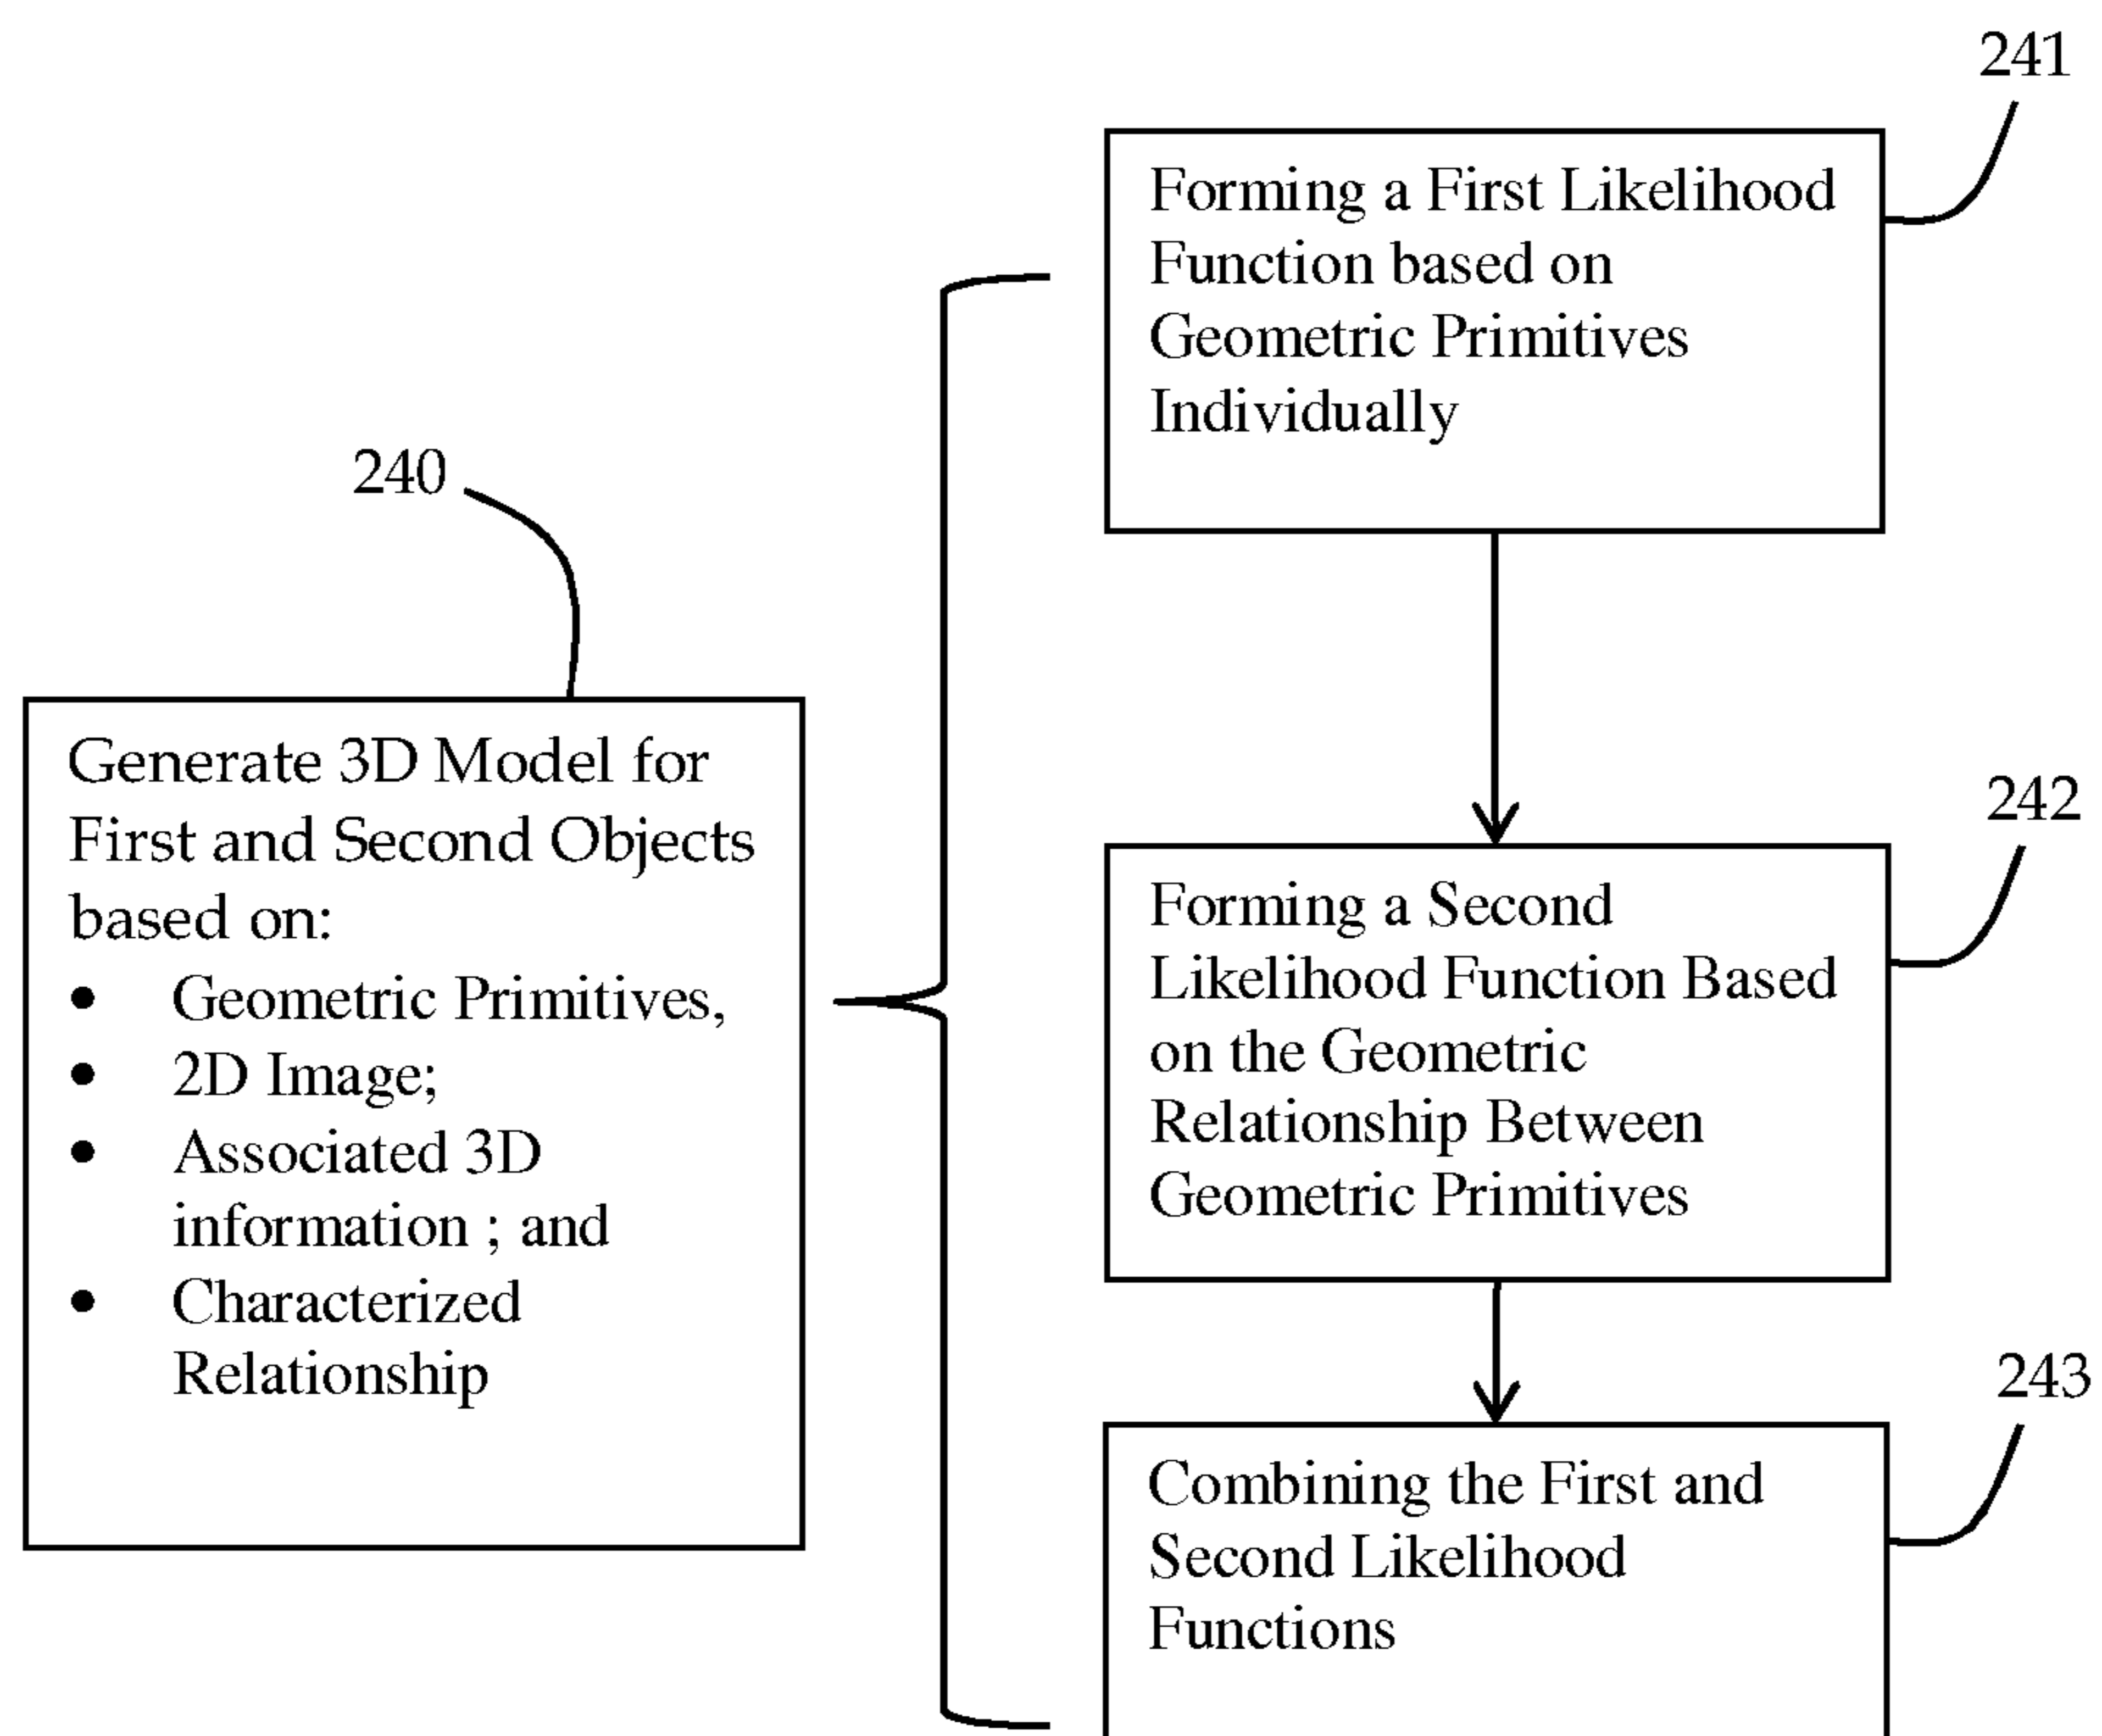 241
Forming a First Likelihood
Function based on
Geometric Primitives
Individually
240
Generate 3D Model for
First and Second Objects
based on:
• Geometric Primitives,
• 2D Image;
• Associated 3D
information ; and
• Characterized
Relationship
242
Forming a Second
Likelihood Function Based
on the Geometric
Relationship Between
Geometric Primitives
243
Combining the First and
Second Likelihood
Functions